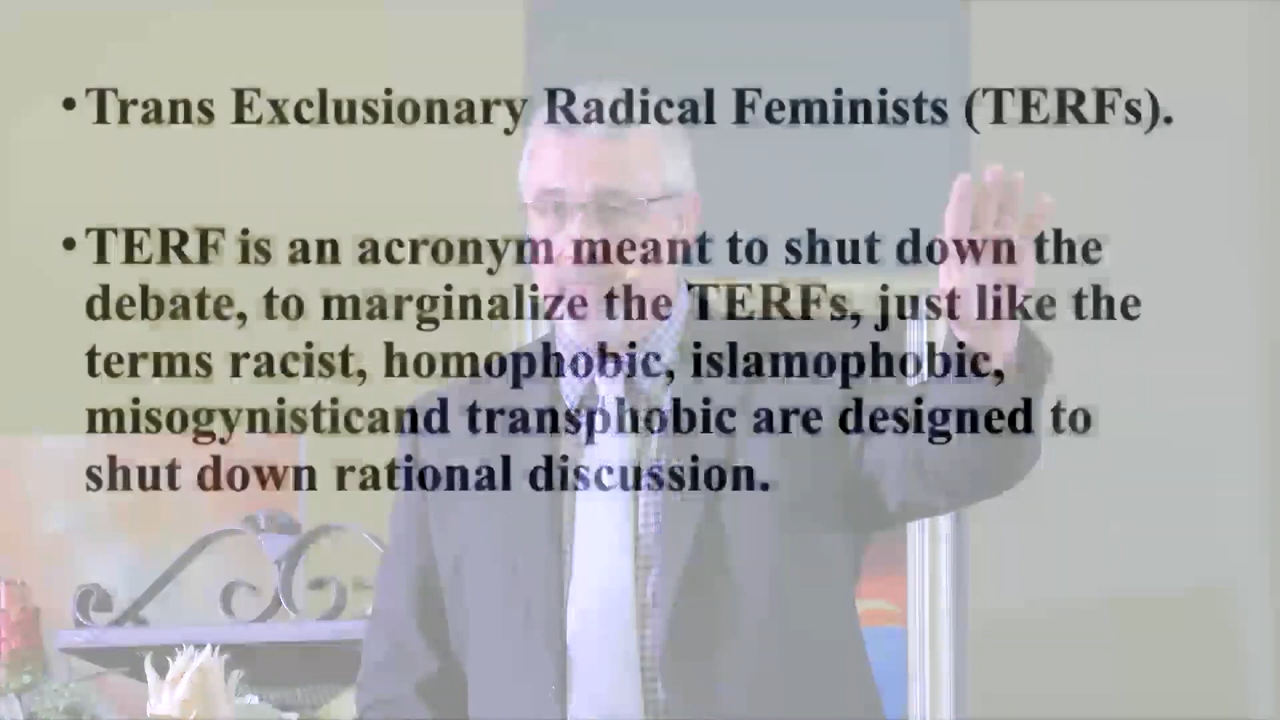 • Trans Exclusionary Radical Feminists (TERFs).
• TERF is an acronym meant to shut down the
debate, to marginalize the TERFs, just like the
terms racist, homophobic, islamophobic,
misogynisticand transphobic are designed to
shut down rational discussion.